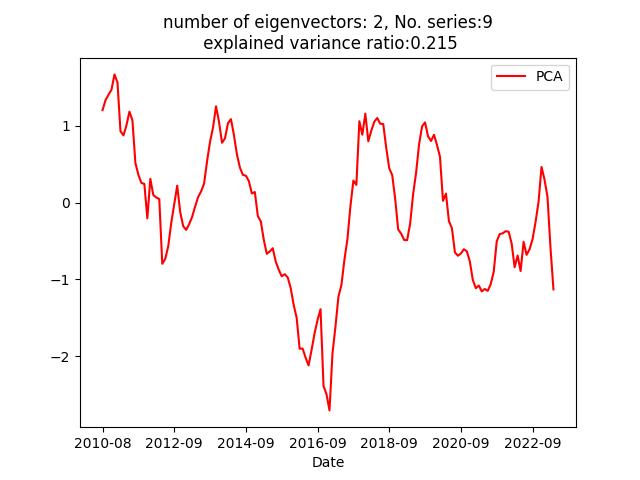 number of eigenvectors: 2, No. series:9
explained variance ratio:0.215
PCA
1
0
−1
−2
2010-08 2012-09 2014-09 2016-09 2018-09 2020-09 2022-09
Date